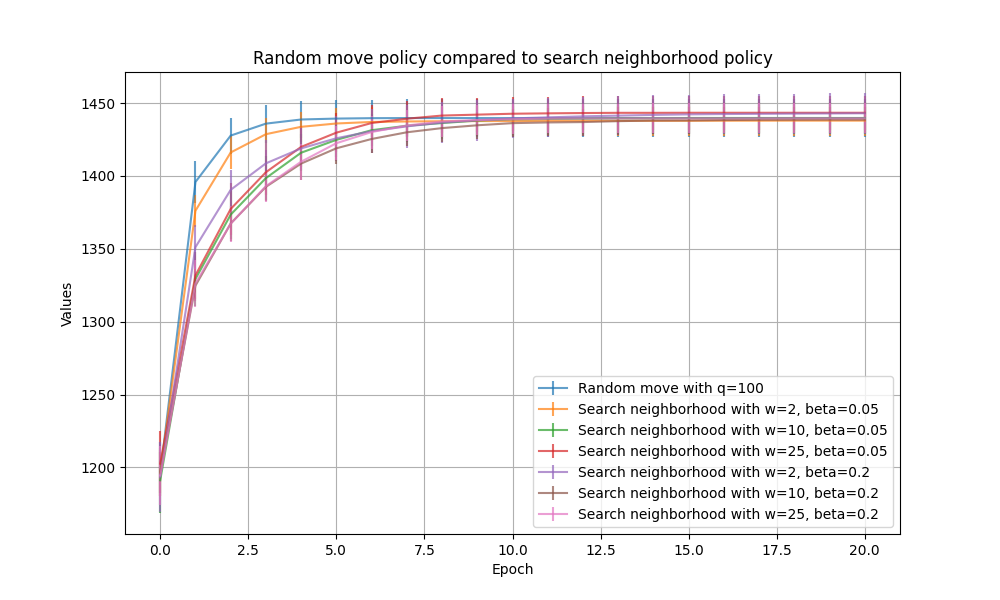 Random move policy compared to search neighborhood policy
1450
1400
1350
1300
1250
1200
Values
Random move with q=100
Search neighborhood with w=2, beta=0.05
Search neighborhood with w=10, beta=0.05
Search neighborhood with w=25, beta=0.05
Search neighborhood with w=2, beta=0.2
Search neighborhood with w=10, beta=0.2
Search neighborhood with w=25, beta=0.2
0.0 2.5 5.0 7.5 10.0 12.5 15.0 17.5 20.0
Epoch